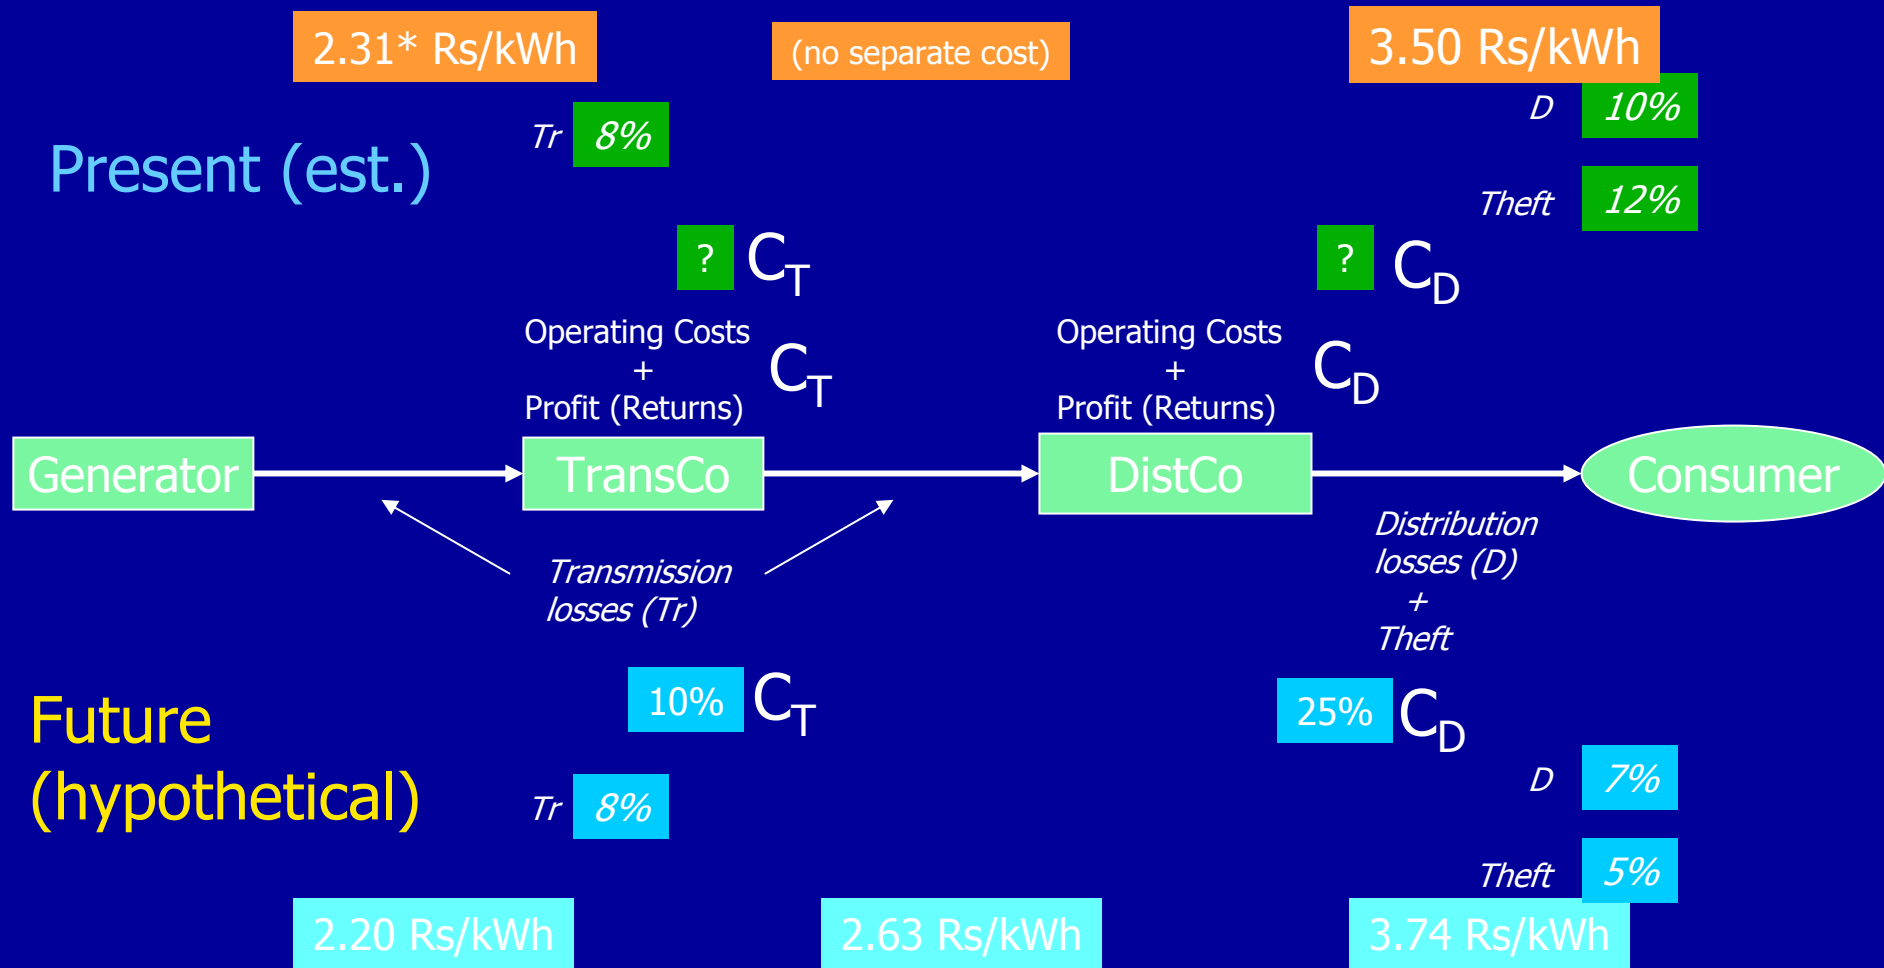 2.31* Rs/kWh
(no separate cost)
3.50 Rs/kWh
Tr 8%
D 10%
Present (est.)
Theft 12%
? CT
? CD
Operating Costs
+
Profit (Returns)
CT
Operating Costs
+
Profit (Returns)
CD
Generator
TransCo
DistCo
Consumer
Transmission
losses (Tr)
Distribution
losses (D)
+
Theft
10% CT
25% CD
Future
(hypothetical)
Tr 8%
D 7%
Theft 5%
2.20 Rs/kWh
2.63 Rs/kWh
3.74 Rs/kWh